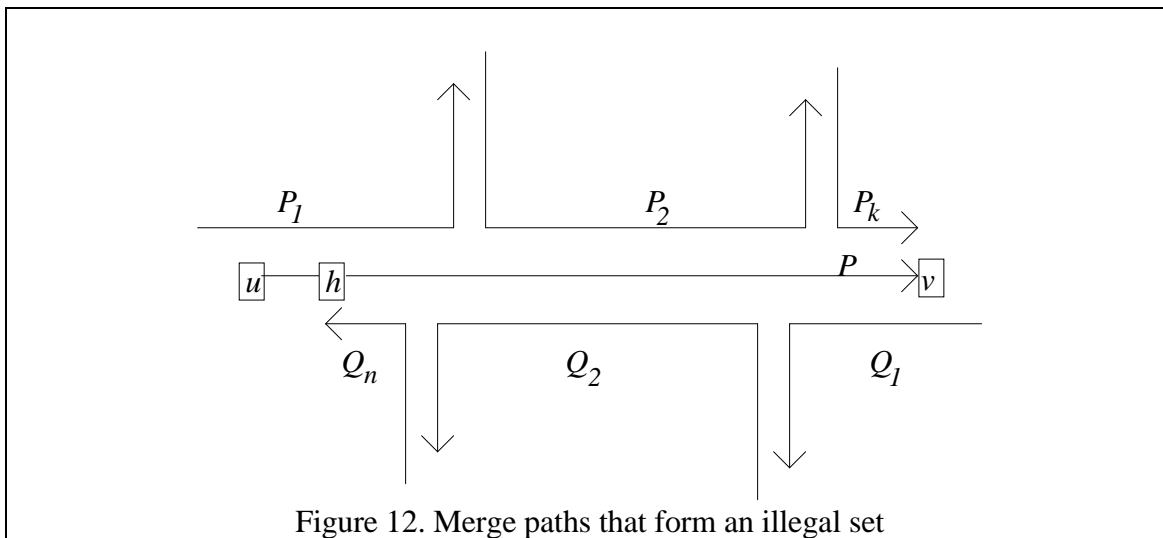 P1 P2 Pk
P
u h v
Qn Q2 Q1
Figure 12. Merge paths that form an illegal set